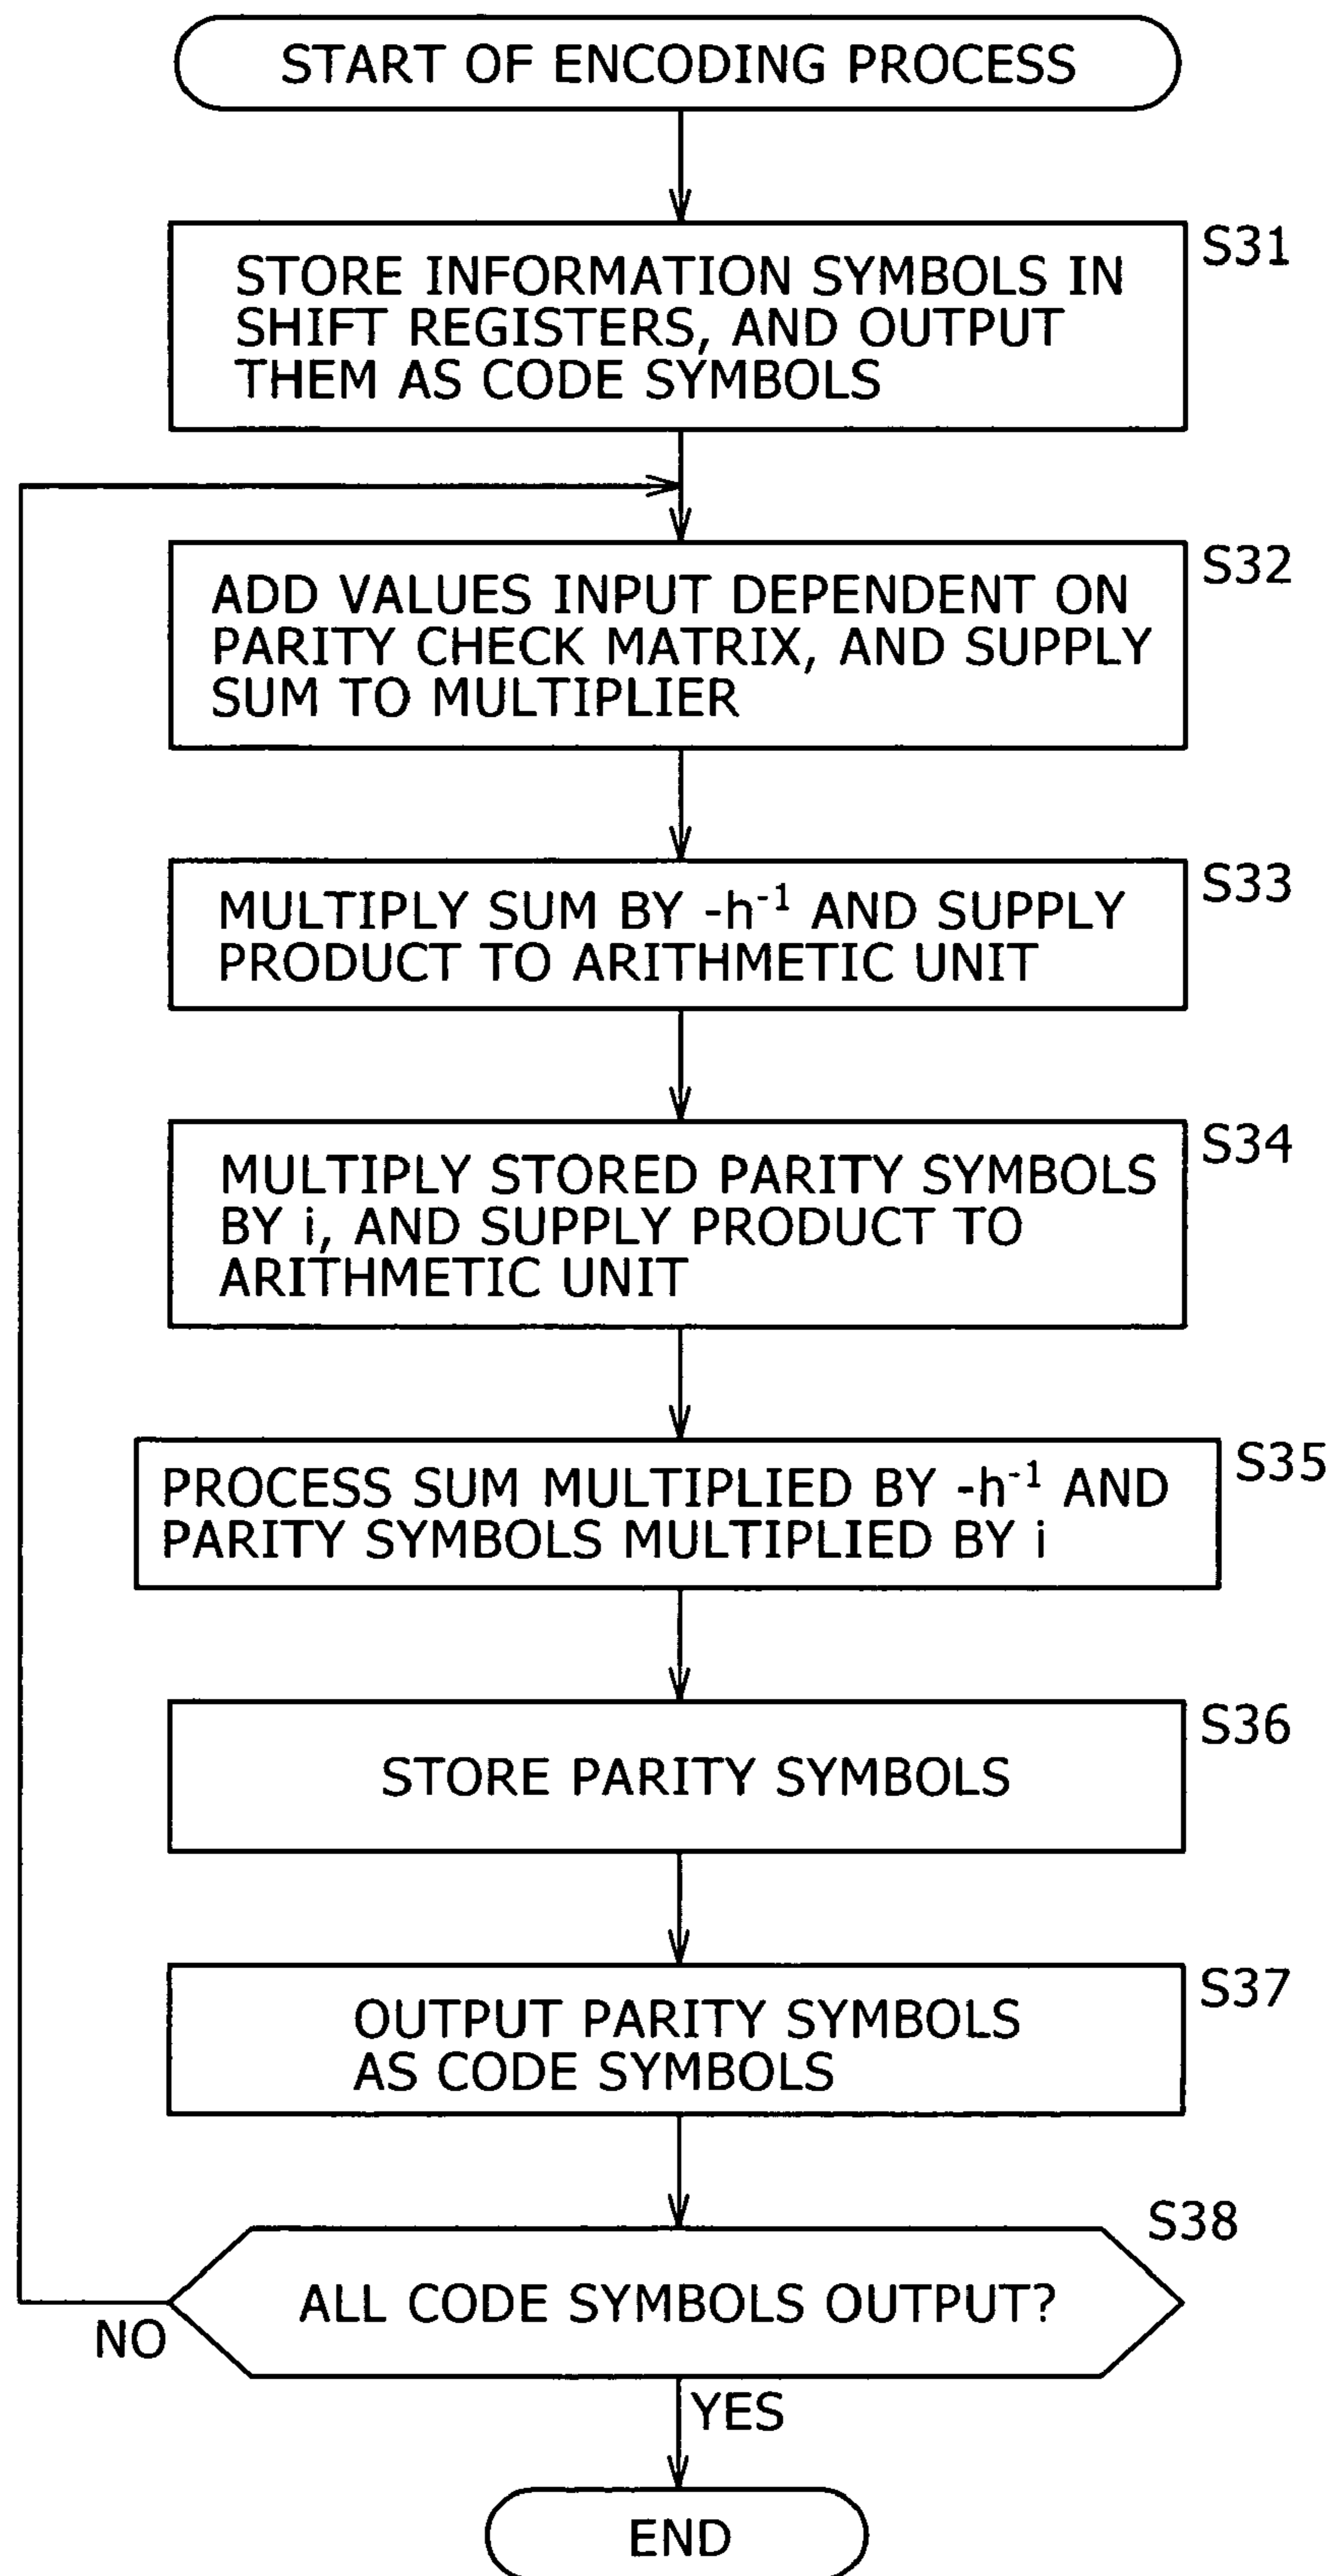 START OF ENCODING PROCESS
S31
STORE INFORMATION SYMBOLS IN
SHIFT REGISTERS, AND OUTPUT
THEM AS CODE SYMBOLS
S32
ADD VALUES INPUT DEPENDENT ON
PARITY CHECK MATRIX, AND SUPPLY
SUM TO MULTIPLIER
S33
MULTIPLY SUM BY -h⁻¹ AND SUPPLY
PRODUCT TO ARITHMETIC UNIT
S34
MULTIPLY STORED PARITY SYMBOLS
BY i, AND SUPPLY PRODUCT TO
ARITHMETIC UNIT
S35
PROCESS SUM MULTIPLIED BY -h⁻¹ AND
PARITY SYMBOLS MULTIPLIED BY i
S36
STORE PARITY SYMBOLS
S37
OUTPUT PARITY SYMBOLS
AS CODE SYMBOLS
S38
ALL CODE SYMBOLS OUTPUT?
NO
YES
END